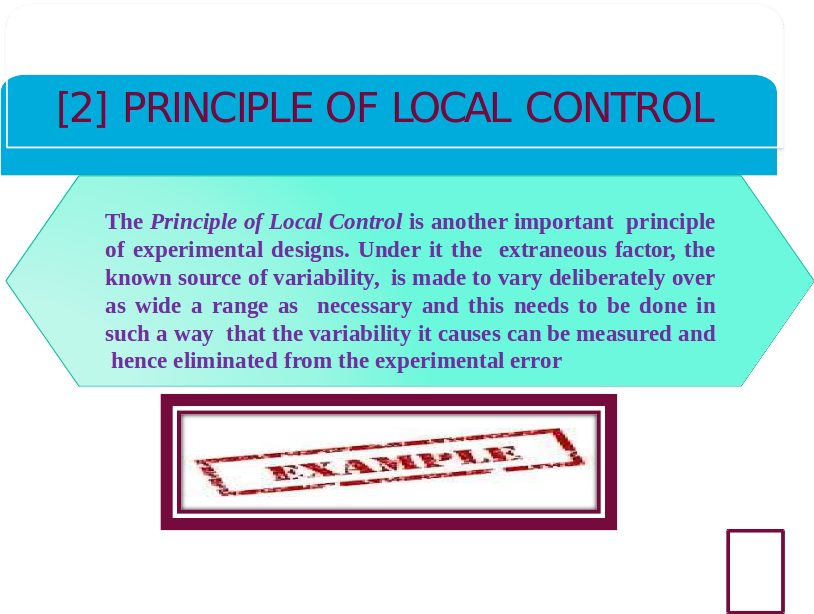 [2] PRINCIPLE OF LOCAL CONTROL
The Principle of Local Control is another important principle
of experimental designs. Under it the extraneous factor, the
known source of variability, is made to vary deliberately over
as wide a range as necessary and this needs to be done in
such a way that the variability it causes can be measured and
hence eliminated from the experimental error
EXAMPLE